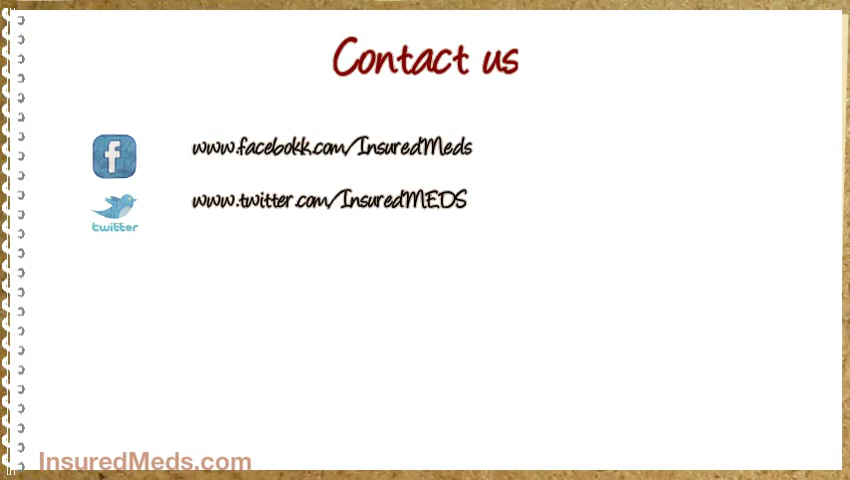 Contact us
f
www.facebokk.com/InsuredMeds
twitter
www.twitter.com/InsuredMEDS
InsuredMeds.com